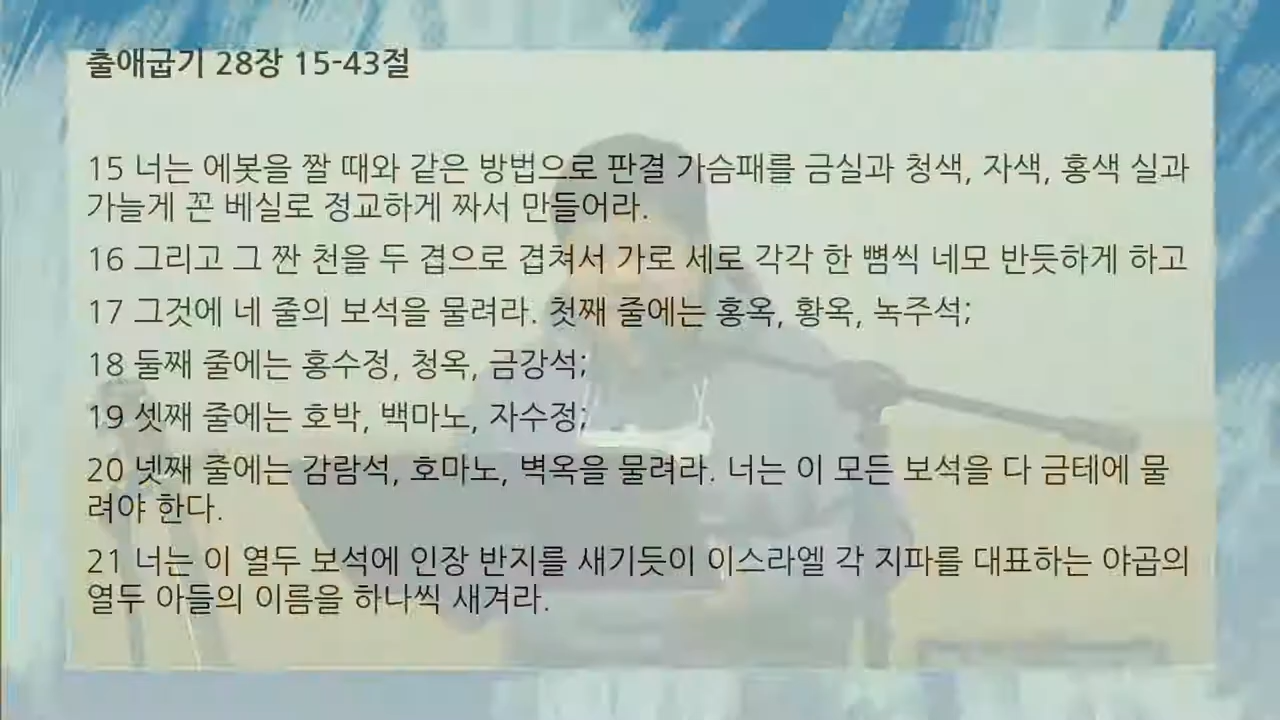 출애굽기 28장 15-43절
15 너는 에봇을 짤 때와 같은 방법으로 판결 가슴패를 금실과 청색, 자색, 홍색 실과
가늘게 꼰 베실로 정교하게 짜서 만들어라.
16 그리고 그 짠 천을 두 겹으로 겹쳐서 가로 세로 각각 한 뼘씩 네모 반듯하게 하고
17 그것에 네 줄의 보석을 물려라. 첫째 줄에는 홍옥, 황옥, 녹주석;
18 둘째 줄에는 홍수정, 청옥, 금강석;
19 셋째 줄에는 호박, 백마노, 자수정;
20 넷째 줄에는 감람석, 호마노, 벽옥을 물려라. 너는 이 모든 보석을 다 금테에 물
려야 한다.
21 너는 이 열두 보석에 인장 반지를 새기듯이 이스라엘 각 지파를 대표하는 야곱의
열두 아들의 이름을 하나씩 새겨라.